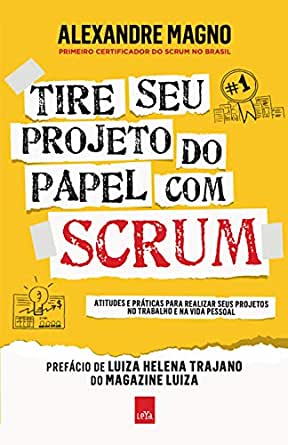 ALEXANDRE MAGNO
PRIMEIRO CERTIFICADOR DO SCRUM NO BRASIL
#1
TIRE SEU
PROJETO DO
PAPEL COM
SCRUM
$
ATITUDES E PRÁTICAS PARA REALIZAR SEUS PROJETOS
NO TRABALHO E NA VIDA PESSOAL
PREFÁCIO DE LUIZA HELENA TRAJANO
DO MAGAZINE LUIZA
LeYa